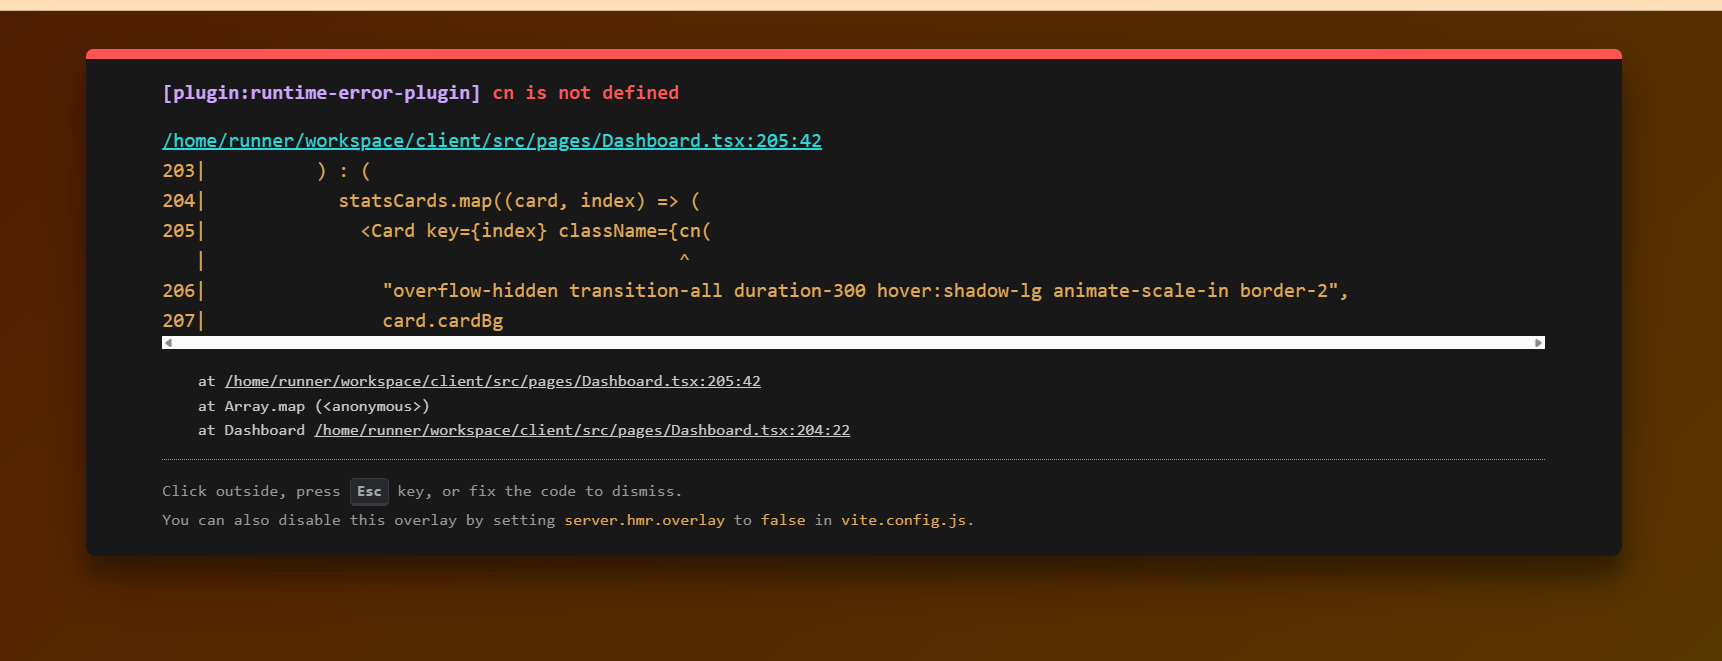 [plugin:runtime-error-plugin] cn is not defined
/home/runner/workspace/client/src/pages/Dashboard.tsx:205:42
203|          ) : (
204|            statsCards.map((card, index) => (
205|              <Card key={index} className={cn(
   |                                           ^
206|                "overflow-hidden transition-all duration-300 hover:shadow-lg animate-scale-in border-2",
207|                card.cardBg
at /home/runner/workspace/client/src/pages/Dashboard.tsx:205:42
at Array.map (<anonymous>)
at Dashboard /home/runner/workspace/client/src/pages/Dashboard.tsx:204:22
Click outside, press Esc key, or fix the code to dismiss.
You can also disable this overlay by setting server.hmr.overlay to false in vite.config.js.